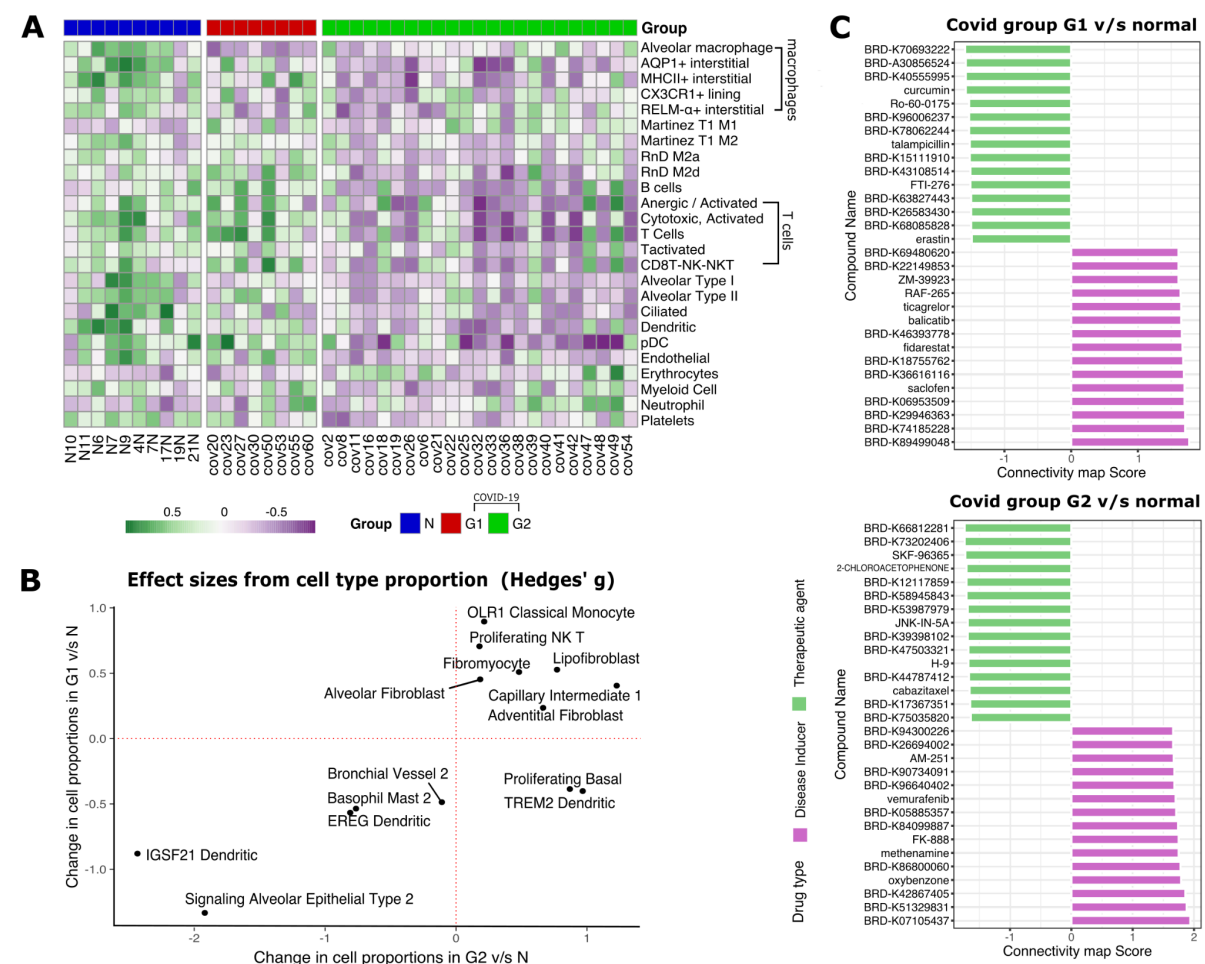 A
Group
Alveolar macrophage
AQP1+ interstitial
MHCII+ interstitial
CX3CR1+ lining
RELM-α+ interstitial
macrophages
Martinez T1 M1
Martinez T1 M2
RnD M2a
RnD M2d
B cells
Anergic / Activated
Cytotoxic, Activated
T Cells
Tactivated
CD8T-NK-NKT
T cells
Alveolar Type I
Alveolar Type II
Ciliated
Dendritic
pDC
Endothelial
Erythrocytes
Myeloid Cell
Neutrophil
Platelets
N10 N11 N6 N7 N9 4N 7N 17N 19N 21N
cov20 cov23 cov27 cov30 cov50 cov53 cov55 cov60
cov2 cov8 cov11 cov16 cov18 cov19 cov26 cov6 cov21 cov22 cov25 cov32 cov33 cov36 cov38 cov39 cov40 cov41 cov42 cov47 cov48 cov49 cov54
0.5 0 -0.5
COVID-19
Group N G1 G2
B
Effect sizes from cell type proportion (Hedges' g)
Change in cell proportions in G1 v/s N
1.0
0.5
0.0
-0.5
-1.0
OLR1 Classical Monocyte
Proliferating NK T
Fibromyocyte
Lipofibroblast
Alveolar Fibroblast
Capillary Intermediate 1
Adventitial Fibroblast
Bronchial Vessel 2
Proliferating Basal
Basophil Mast 2
TREM2 Dendritic
EREG Dendritic
IGSF21 Dendritic
Signaling Alveolar Epithelial Type 2
-2 -1 0 1
Change in cell proportions in G2 v/s N
C
Covid group G1 v/s normal
Compound Name
BRD-K70693222
BRD-A30856524
BRD-K40555995
curcumin
Ro-60-0175
BRD-K96006237
BRD-K78062244
talampicillin
BRD-K15111910
BRD-K43108514
FTI-276
BRD-K63827443
BRD-K26583430
BRD-K68085828
erastin
BRD-K69480620
BRD-K22149853
ZM-39923
RAF-265
ticagrelor
balicatib
BRD-K46393778
fidarestat
BRD-K18755762
BRD-K36616116
saclofen
BRD-K06953509
BRD-K29946363
BRD-K74185228
BRD-K89499048
-1 0 1
Connectivity map Score
Covid group G2 v/s normal
Compound Name
BRD-K66812281
BRD-K73202406
SKF-96365
2-CHLOROACETOPHENONE
BRD-K12117859
BRD-K58945843
BRD-K53987979
JNK-IN-5A
BRD-K39398102
BRD-K47503321
H-9
BRD-K44787412
cabazitaxel
BRD-K17367351
BRD-K75035820
BRD-K94300226
BRD-K26694002
AM-251
BRD-K90734091
BRD-K96640402
vemurafenib
BRD-K05885357
BRD-K84099887
FK-888
methenamine
BRD-K86800060
oxybenzone
BRD-K42867405
BRD-K51329831
BRD-K07105437
-1 0 1 2
Connectivity map Score
Drug type Disease Inducer Therapeutic agent